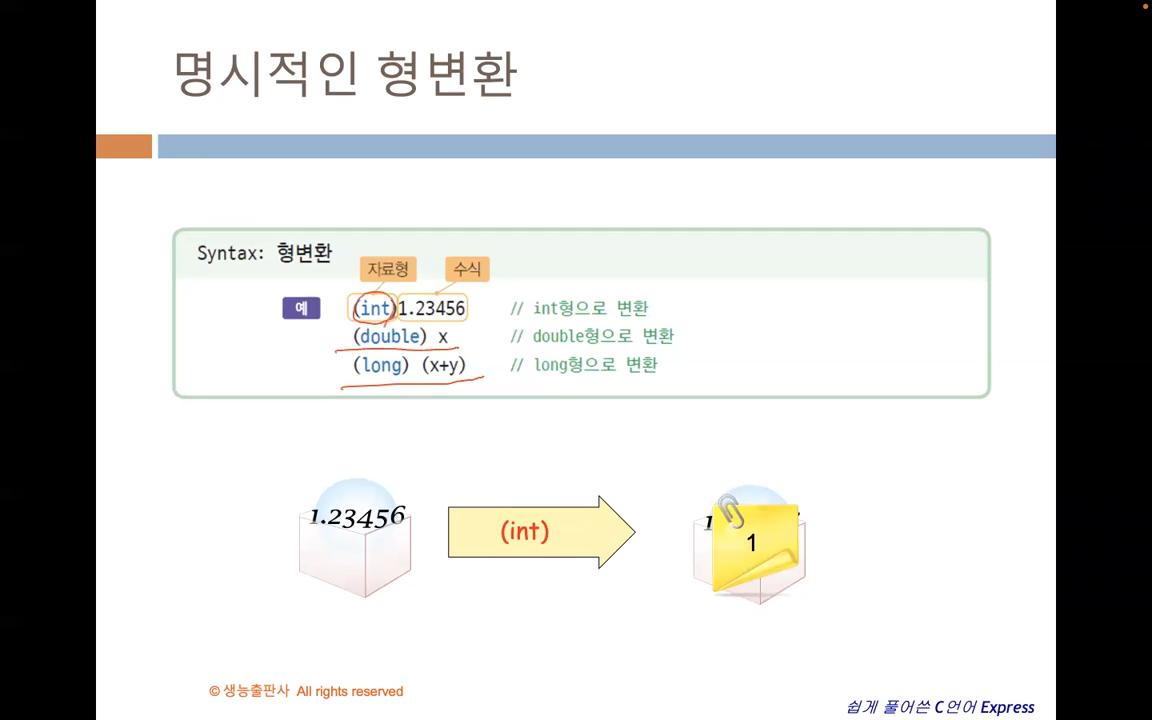 명시적인 형변환
Syntax: 형변환
자료형 수식
예 (int)1.23456 // int형으로 변환
(double) x // double형으로 변환
(long) (x+y) // long형으로 변환
1.23456 (int) 1
© 생능출판사 All rights reserved
쉽게 풀어쓴 C언어 Express